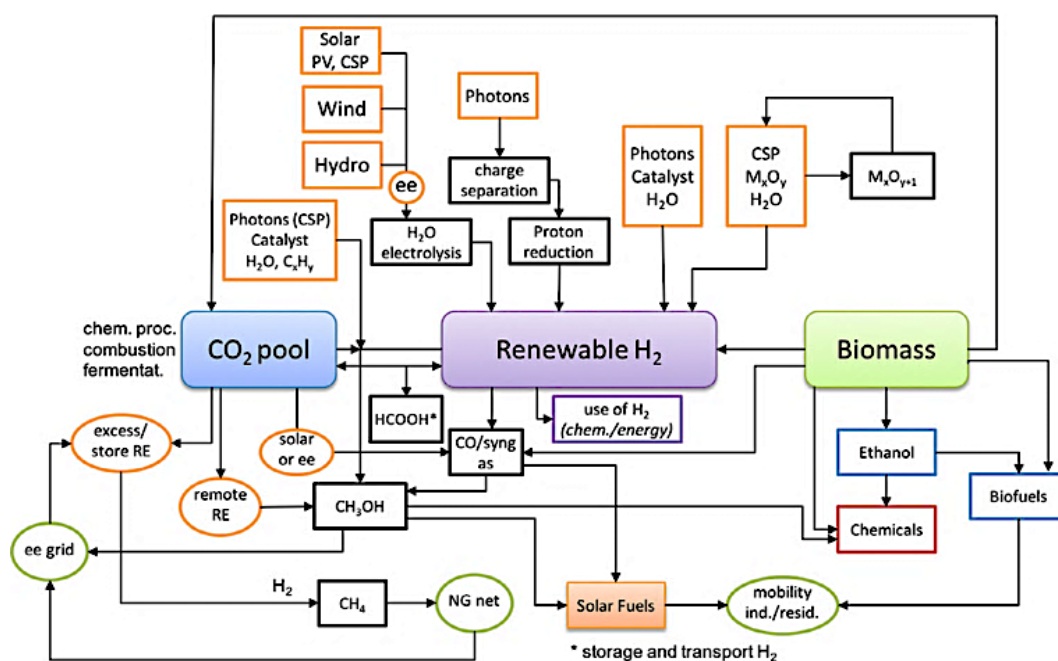 Solar
PV, CSP
Wind
Hydro
ee
Photons
charge
separation
Proton
reduction
Photons
Catalyst
H₂O
CSP
MₓOᵧ
H₂O
MₓOᵧ₊₁
Photons (CSP)
Catalyst
H₂O, CₓHᵧ
H₂O
electrolysis
chem. proc.
combustion
fermentat.
CO₂ pool
Renewable H₂
Biomass
HCOOH*
use of H₂
(chem./energy)
excess/
store RE
solar
or ee
CO/syng
as
Ethanol
remote
RE
CH₃OH
Biofuels
Chemicals
ee grid
H₂
CH₄
NG net
Solar Fuels
mobility
ind./resid.
* storage and transport H₂